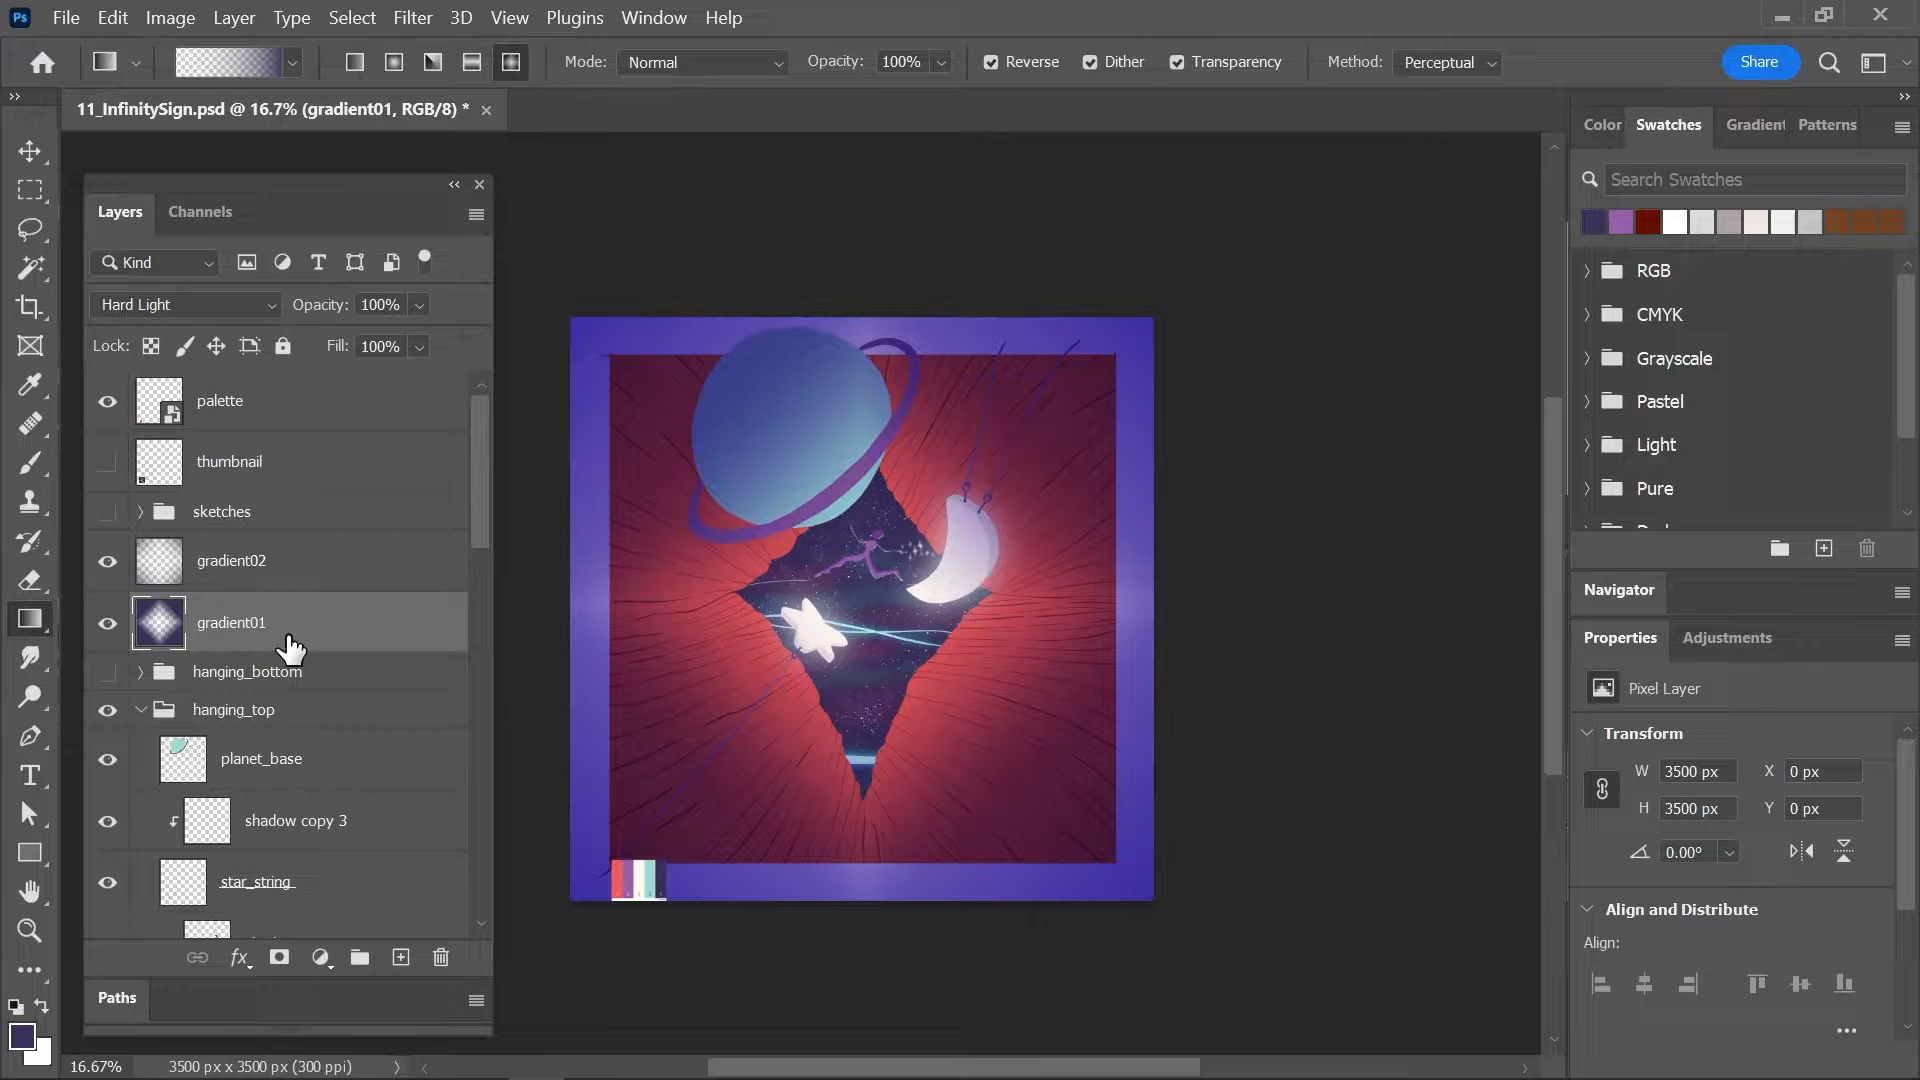 Ps File Edit Image Layer Type Select Filter 3D View Plugins Window Help
Mode: Normal Opacity: 100% Reverse Dither Transparency Method: Perceptual Share
11_InfinitySign.psd @ 16.7% (gradient01, RGB/8) *
Color Swatches Gradient Patterns
Search Swatches
RGB
CMYK
Grayscale
Pastel
Light
Pure
Navigator
Properties Adjustments
Pixel Layer
Transform
W 3500 px X 0 px
H 3500 px Y 0 px
0.00°
Align and Distribute
Align:
Layers Channels
Kind
Hard Light Opacity: 100%
Lock: Fill: 100%
palette
thumbnail
sketches
gradient02
gradient01
hanging_bottom
hanging_top
planet_base
shadow copy 3
star_string
fx
Paths
16.67% 3500 px x 3500 px (300 ppi)